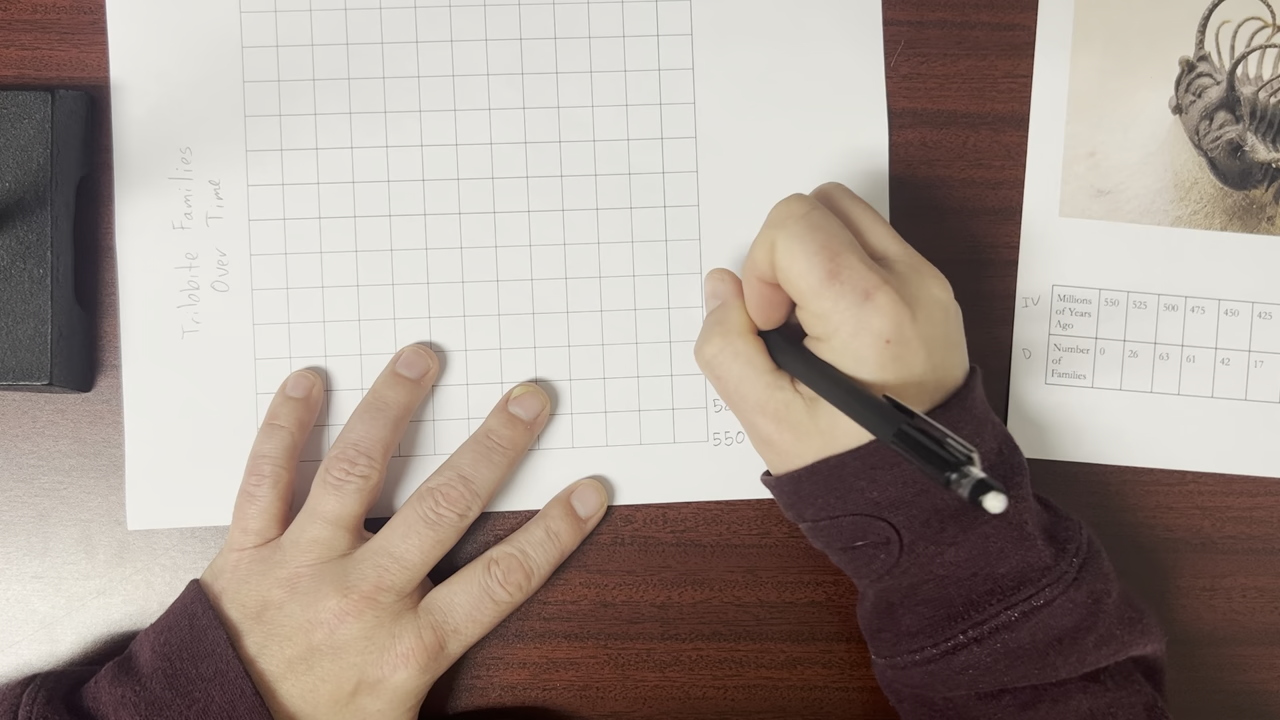 Trilobite Families
Over Time
550
IV
D
Millions of Years Ago 550 525 500 475 450 425
Number of Families 0 26 63 61 42 17